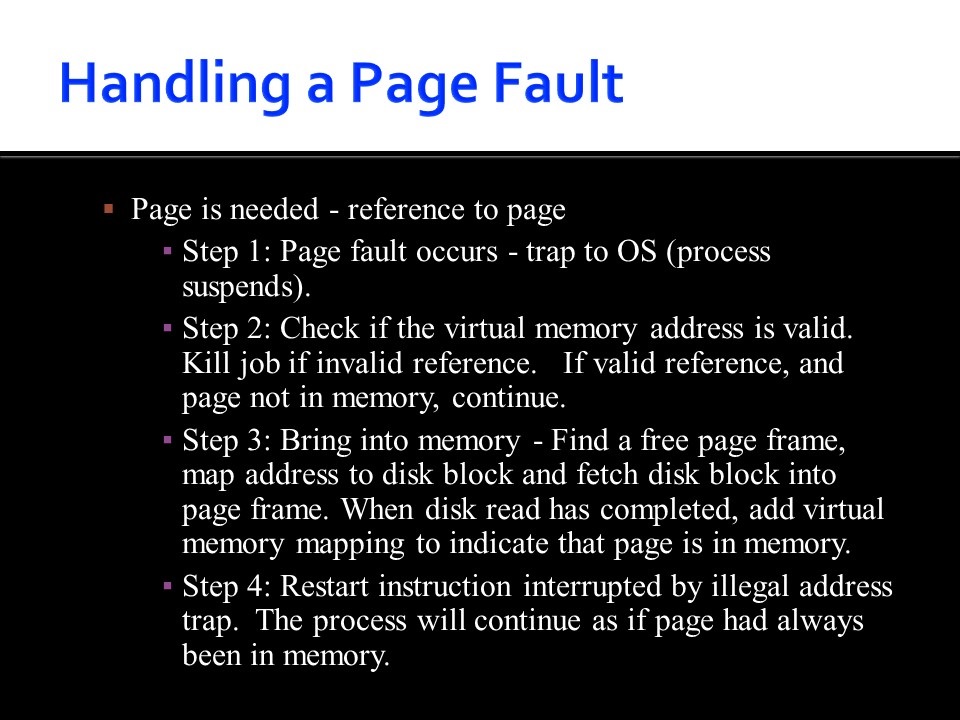 Handling a Page Fault
▪ Page is needed - reference to page
▪ Step 1: Page fault occurs - trap to OS (process
suspends).
▪ Step 2: Check if the virtual memory address is valid.
Kill job if invalid reference. If valid reference, and
page not in memory, continue.
▪ Step 3: Bring into memory - Find a free page frame,
map address to disk block and fetch disk block into
page frame. When disk read has completed, add virtual
memory mapping to indicate that page is in memory.
▪ Step 4: Restart instruction interrupted by illegal address
trap. The process will continue as if page had always
been in memory.